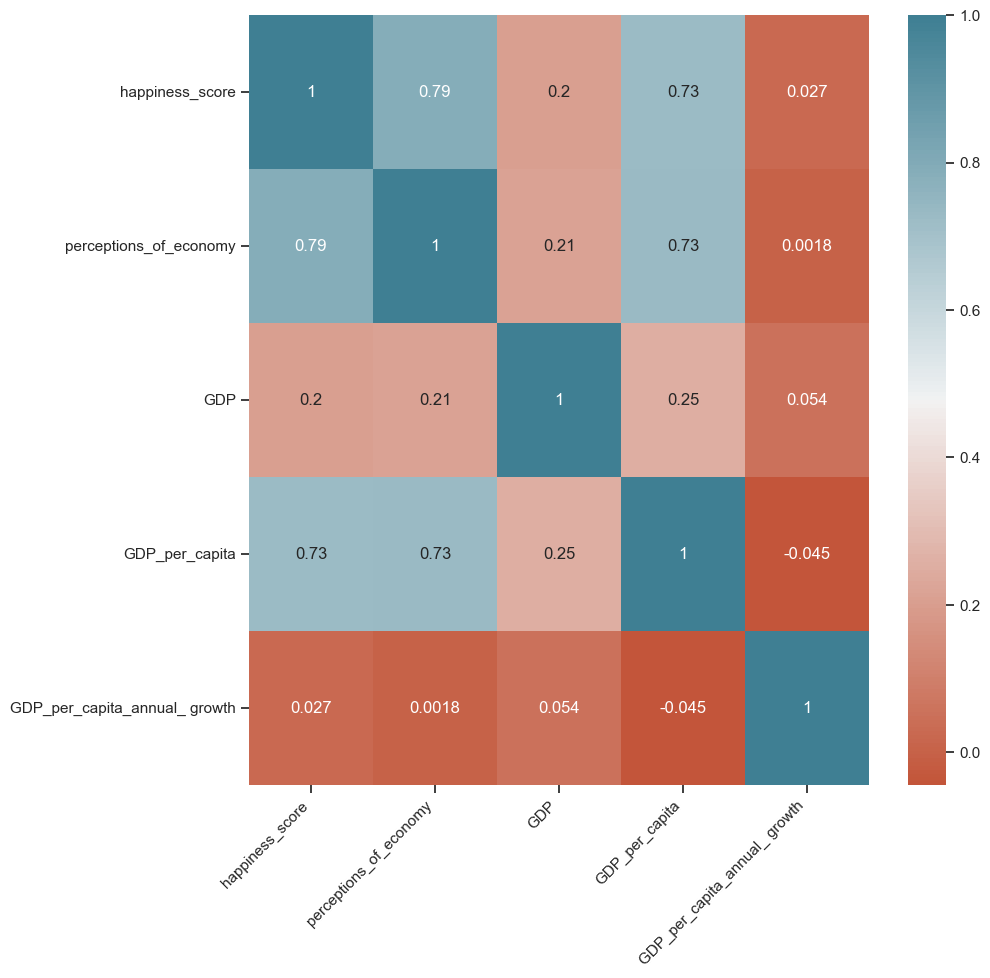 happiness_score 1 0.79 0.2 0.73 0.027
perceptions_of_economy 0.79 1 0.21 0.73 0.0018
GDP 0.2 0.21 1 0.25 0.054
GDP_per_capita 0.73 0.73 0.25 1 -0.045
GDP_per_capita_annual_ growth 0.027 0.0018 0.054 -0.045 1
happiness_score
perceptions_of_economy
GDP
GDP_per_capita
GDP_per_capita_annual_ growth
1.0
0.8
0.6
0.4
0.2
0.0